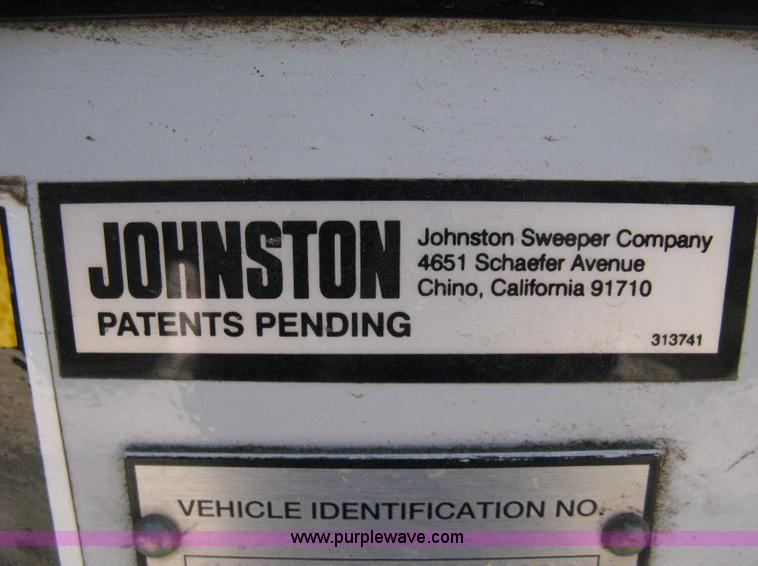 JOHNSTON
PATENTS PENDING
Johnston Sweeper Company
4651 Schaefer Avenue
Chino, California 91710
313741
VEHICLE IDENTIFICATION NO.
www.purplewave.com